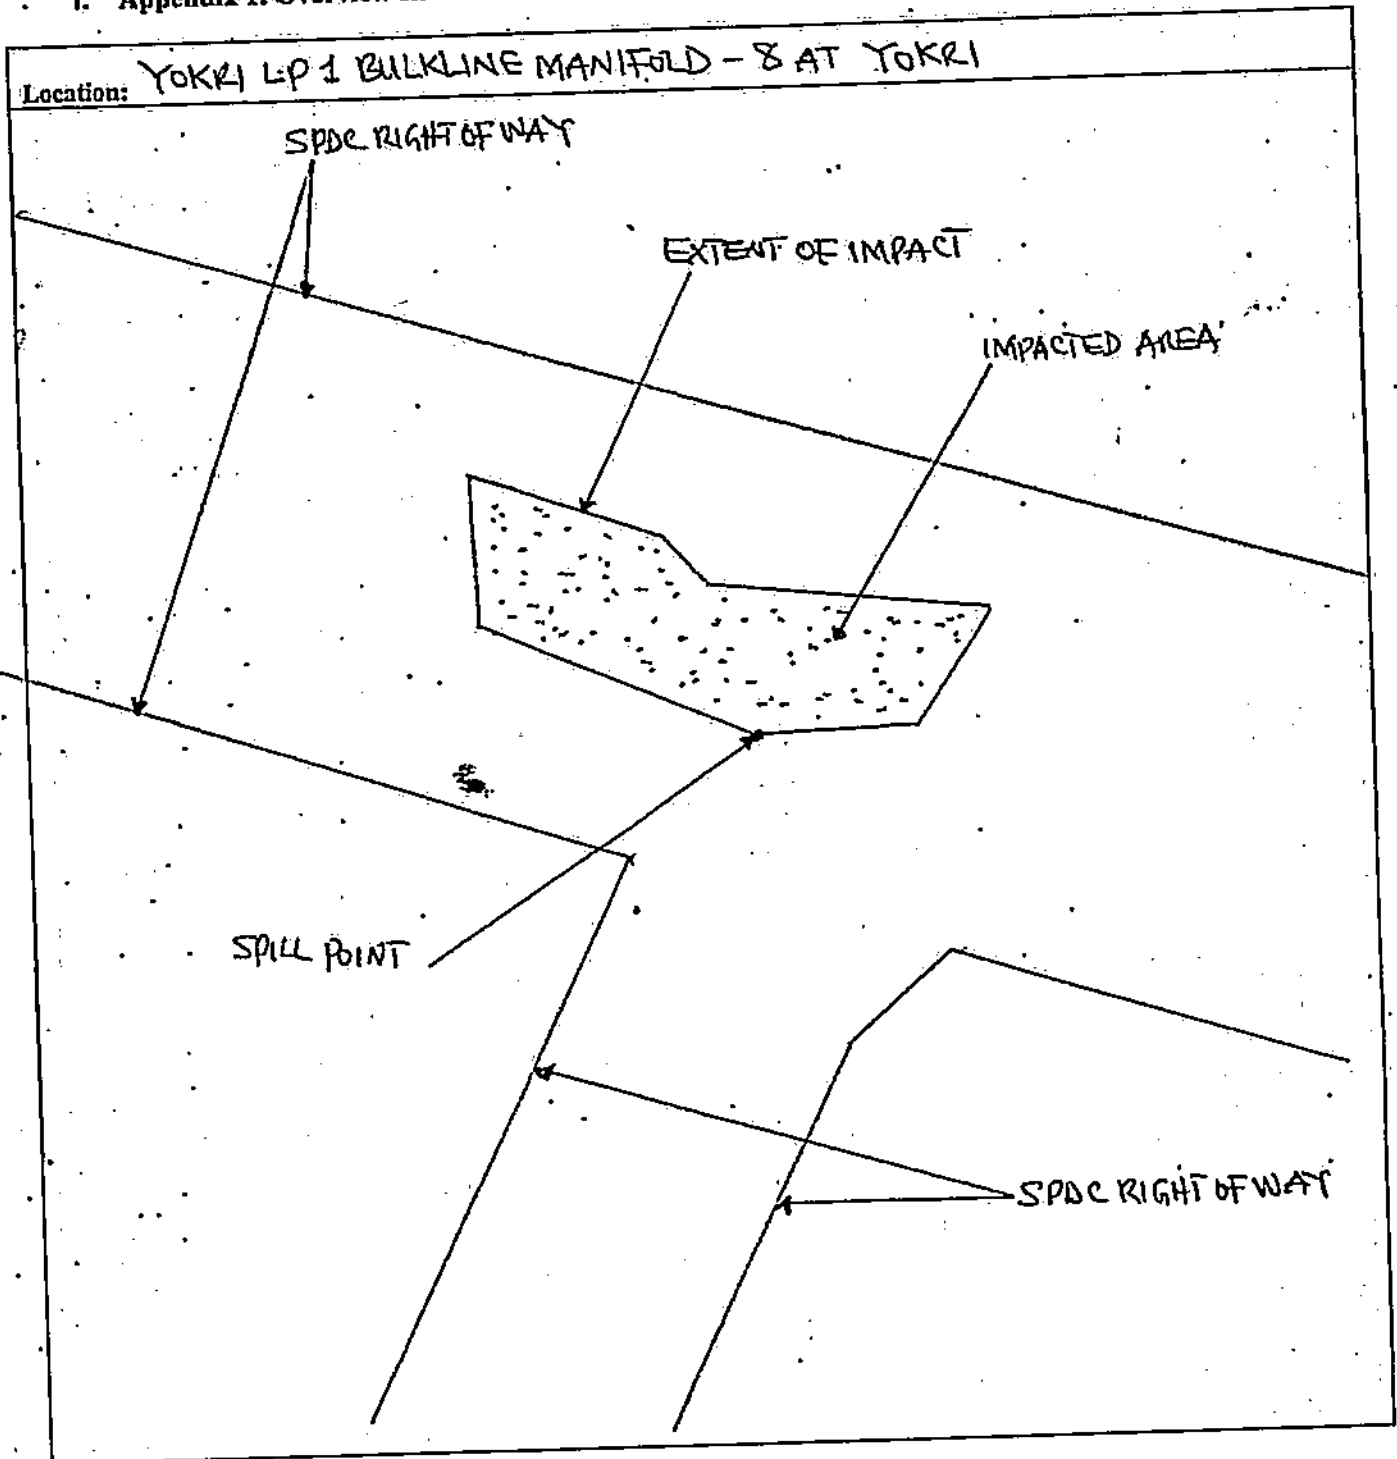 Appendix 1: Overview
Location: YOKRI LP 1 BULKLINE MANIFOLD - 8 AT YOKRI
SPDC RIGHT OF WAY
EXTENT OF IMPACT
IMPACTED AREA
SPILL POINT
SPDC RIGHT OF WAY